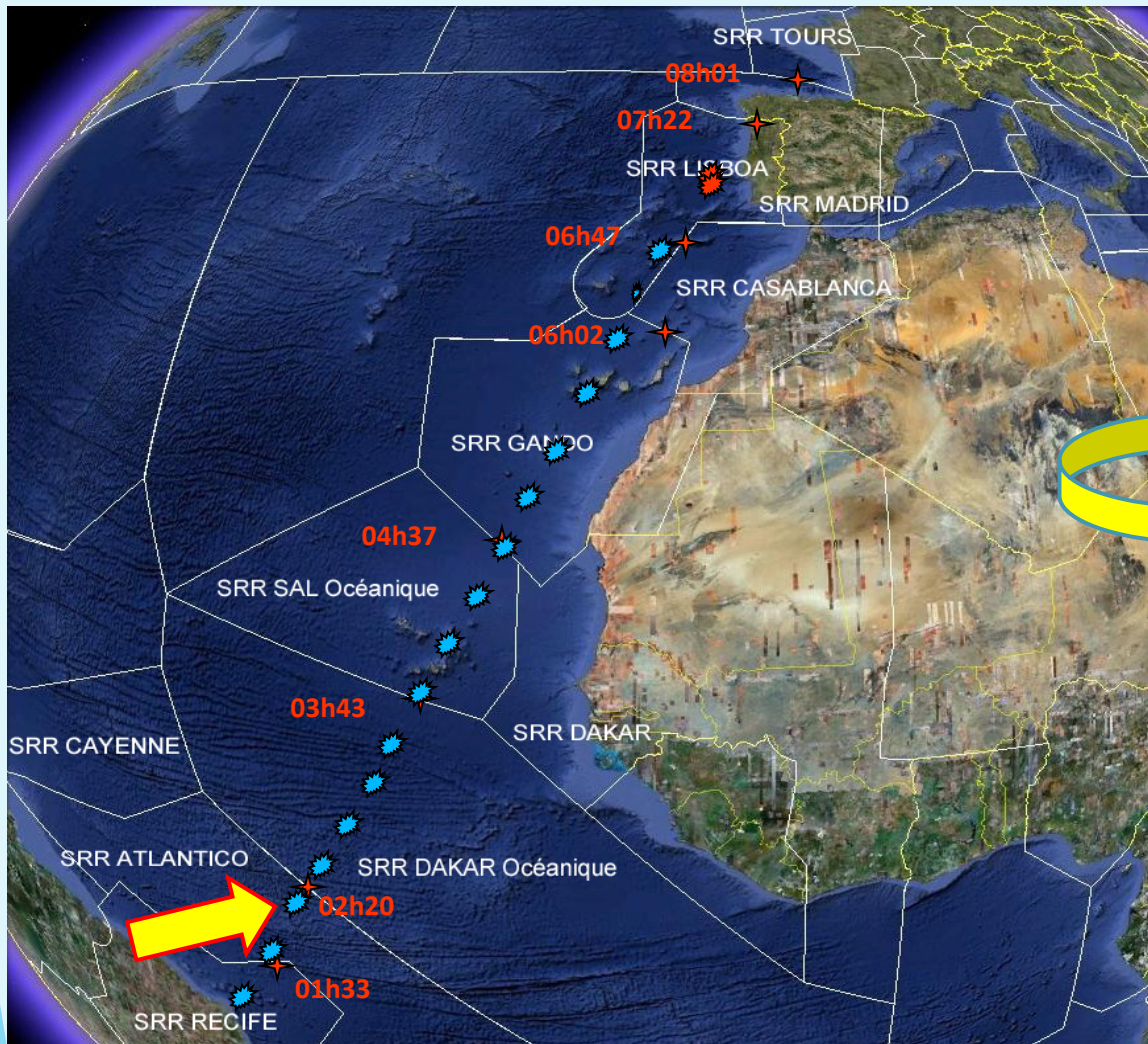 SRR TOURS
08h01
07h22
SRR LISBOA
SRR MADRID
06h47
SRR CASABLANCA
06h02
SRR GANDO
04h37
SRR SAL Océanique
03h43
SRR DAKAR
SRR CAYENNE
SRR ATLANTICO
SRR DAKAR Océanique
02h20
01h33
SRR RECIFE